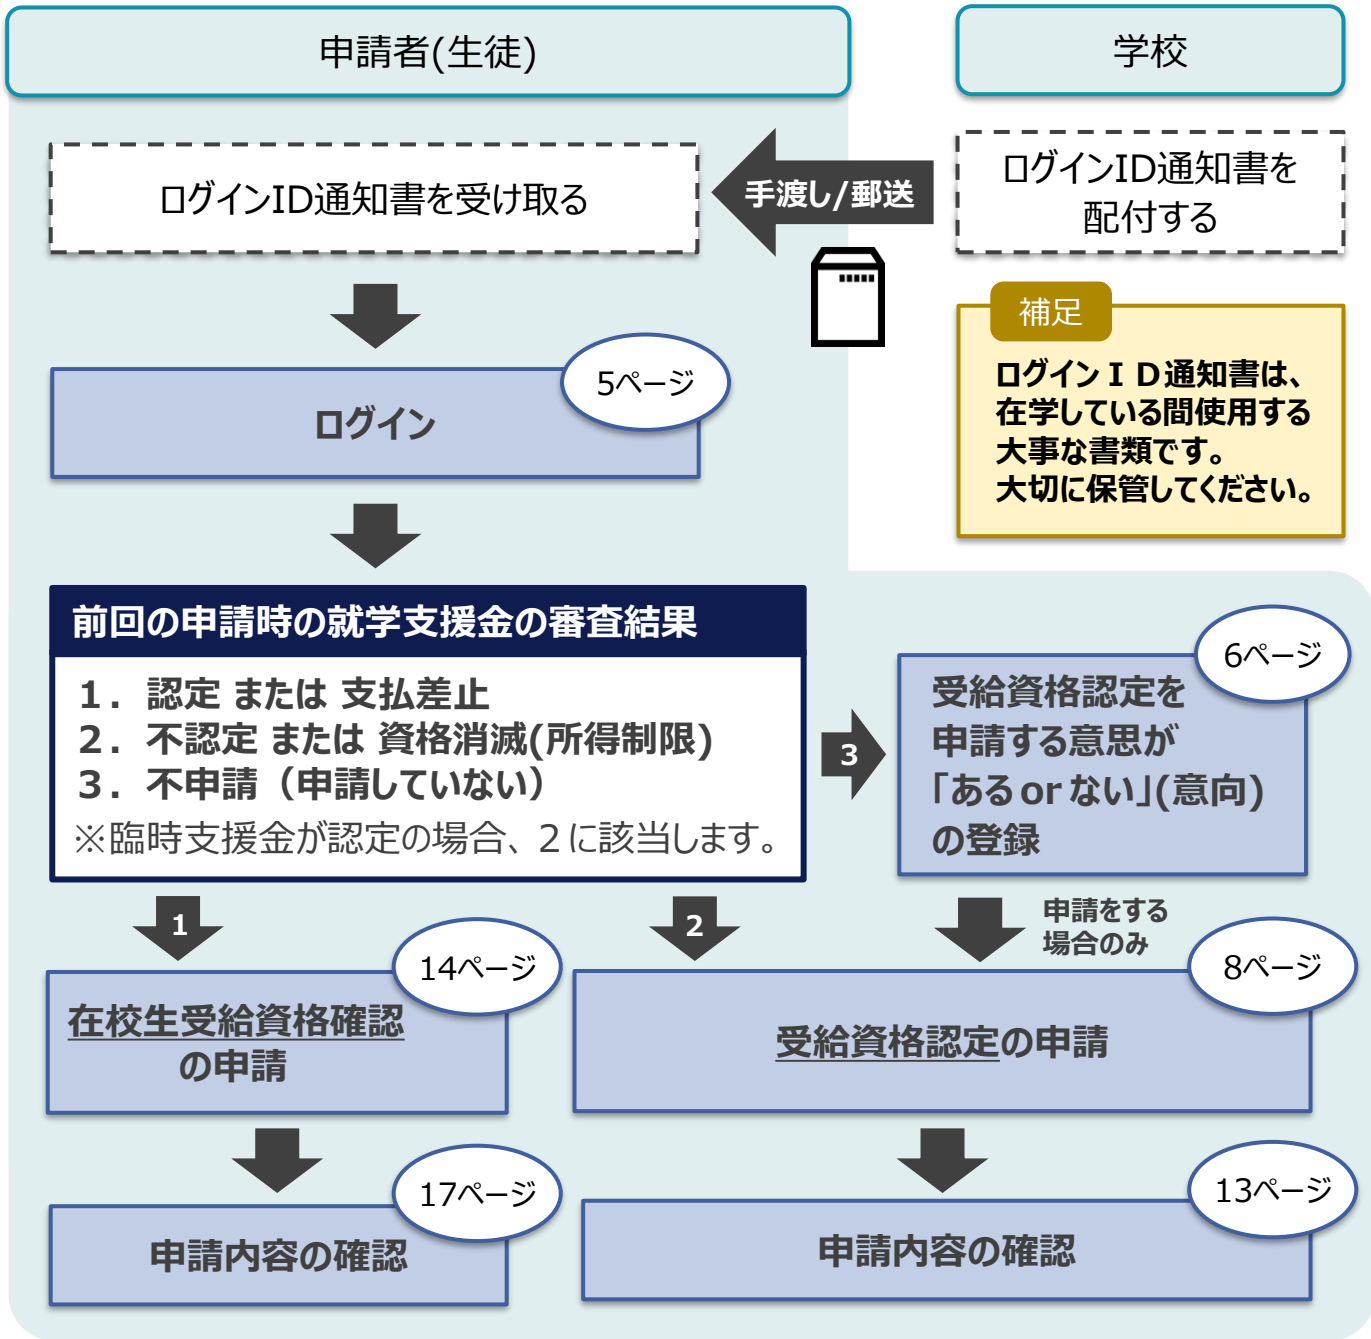 申請者(生徒)
学校
ログインID通知書を受け取る
手渡し/郵送
ログインID通知書を
配付する
補足
ログインＩＤ通知書は、
在学している間使用する
大事な書類です。
大切に保管してください。
5ページ
ログイン
前回の申請時の就学支援金の審査結果
１．認定 または 支払差止
２．不認定 または 資格消滅(所得制限)
３．不申請（申請していない）
※臨時支援金が認定の場合、２に該当します。
3
6ページ
受給資格認定を
申請する意思が
「あるorない」(意向)
の登録
1
2
申請をする
場合のみ
14ページ
在校生受給資格確認
の申請
8ページ
受給資格認定の申請
17ページ
申請内容の確認
13ページ
申請内容の確認